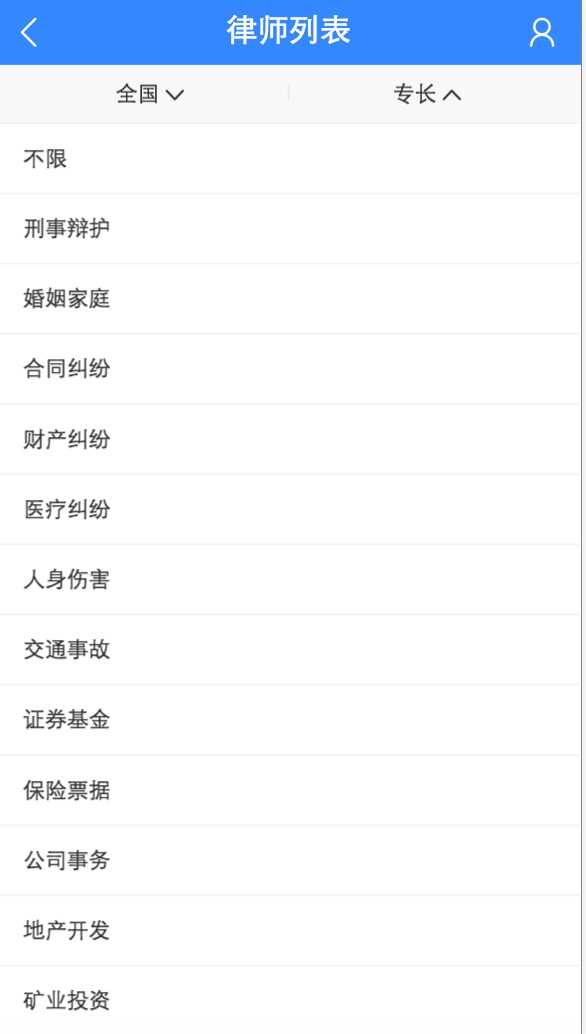 律师列表
全国 专长
不限
刑事辩护
婚姻家庭
合同纠纷
财产纠纷
医疗纠纷
人身伤害
交通事故
证券基金
保险票据
公司事务
地产开发
矿业投资